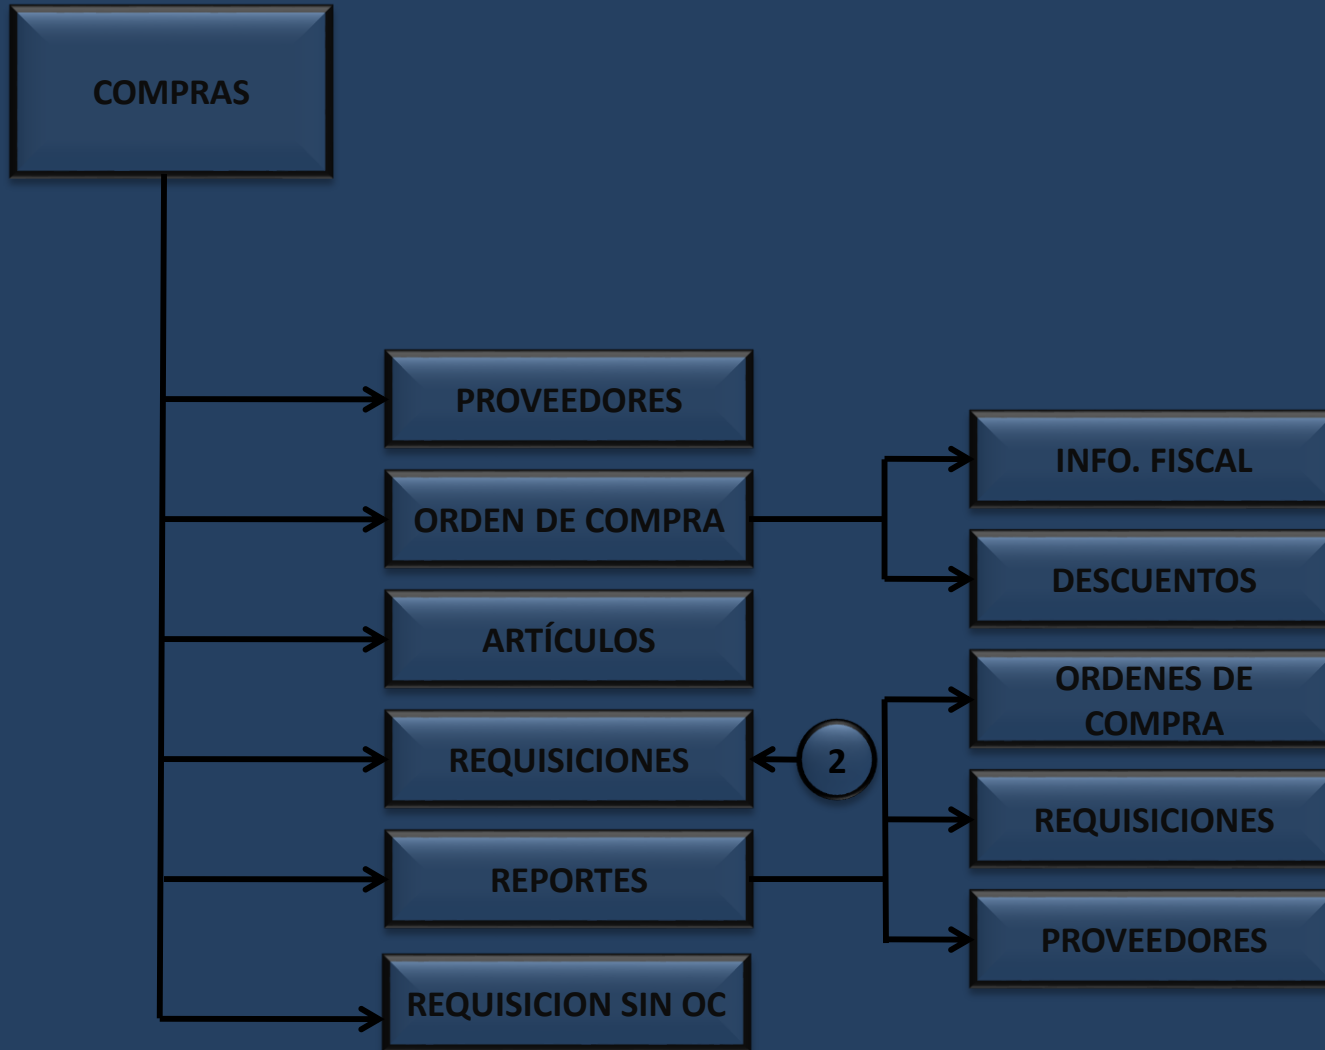 COMPRAS
PROVEEDORES
ORDEN DE COMPRA
ARTÍCULOS
REQUISICIONES
2
REPORTES
REQUISICION SIN OC
INFO. FISCAL
DESCUENTOS
ORDENES DE
COMPRA
REQUISICIONES
PROVEEDORES